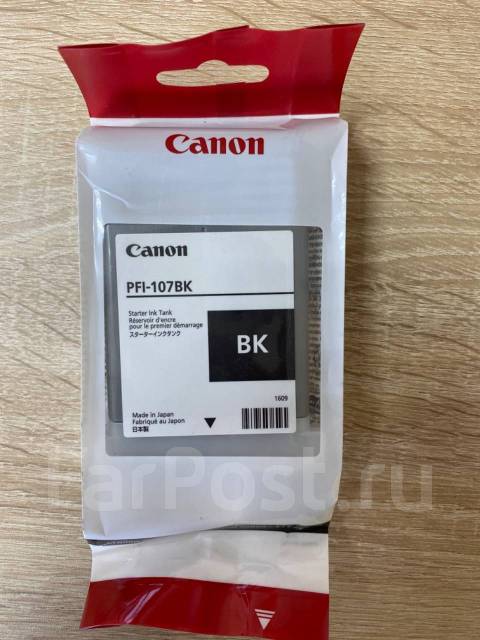 Canon
Canon
PFI-107BK
Starter Ink Tank
Réservoir d'encre
pour le premier démarrage
スターターインクタンク
BK
1609
Made in Japan
Fabriqué au Japon
日本製
FarPost.ru